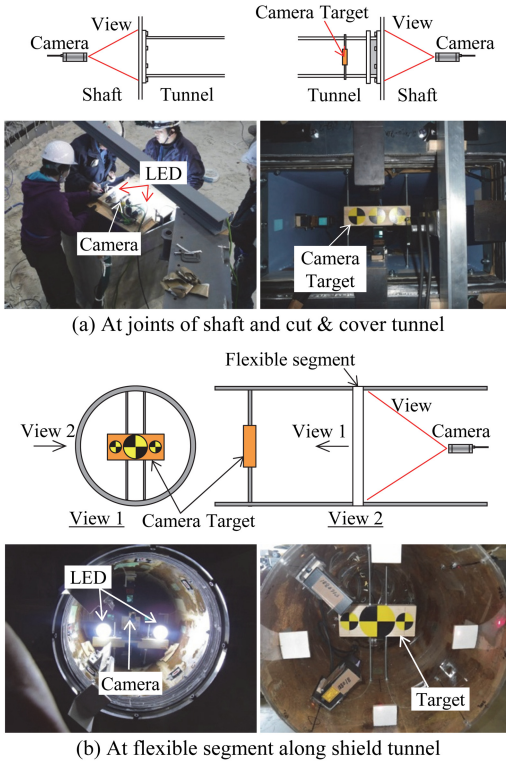 Camera Target
View
View
Camera
Camera
Shaft
Tunnel
Tunnel
Shaft
LED
Camera
Camera
Target
(a) At joints of shaft and cut & cover tunnel
Flexible segment
View
View 2
View 1
Camera
View 1
Camera Target
View 2
LED
Camera
Target
(b) At flexible segment along shield tunnel